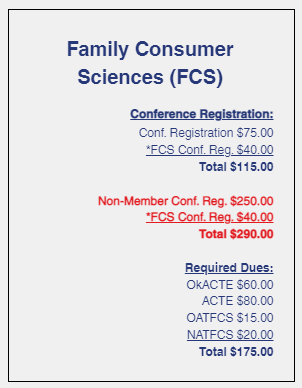 Family Consumer
Sciences (FCS)
Conference Registration:
Conf. Registration $75.00
*FCS Conf. Reg. $40.00
Total $115.00
Non-Member Conf. Reg. $250.00
*FCS Conf. Reg. $40.00
Total $290.00
Required Dues:
OkACTE $60.00
ACTE $80.00
OATFCS $15.00
NATFCS $20.00
Total $175.00